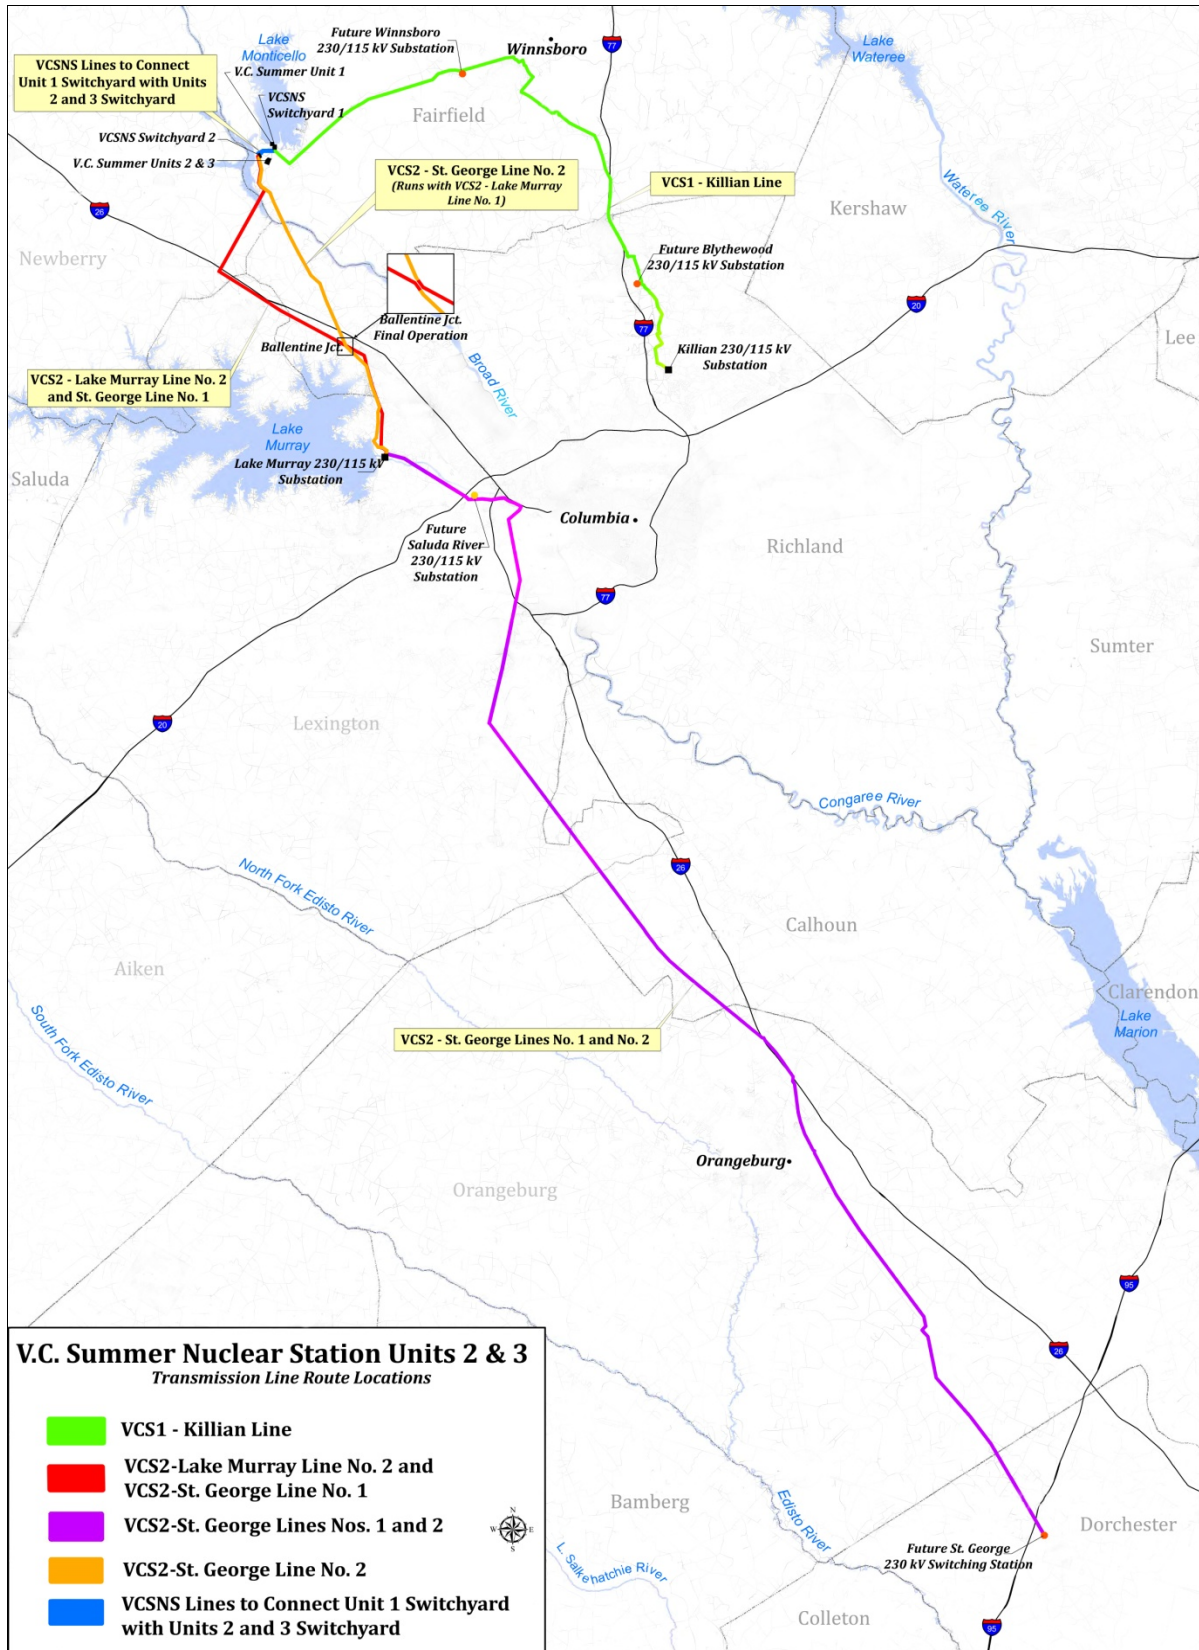 Lake
Monticello
Future Winnsboro
230/115 kV Substation
Winnsboro
77
Lake
Wateree
VCSNS Lines to Connect
Unit 1 Switchyard with Units
2 and 3 Switchyard
V.C. Summer Unit 1
VCSNS
Switchyard 1
Fairfield
VCSNS Switchyard 2
V.C. Summer Units 2 & 3
VCS2 - St. George Line No. 2
(Runs with VCS2 - Lake Murray
Line No. 1)
VCS1 - Killian Line
Wateree River
Kershaw
26
Newberry
Future Blythewood
230/115 kV Substation
20
Ballentine Jct.
Final Operation
Ballentine Jct.
77
Lee
Broad River
Killian 230/115 kV
Substation
VCS2 - Lake Murray Line No. 2
and St. George Line No. 1
Lake
Murray
Saluda
Lake Murray 230/115 kV
Substation
Columbia
Future
Saluda River
230/115 kV
Substation
Richland
77
Sumter
Lexington
20
Congaree River
North Fork Edisto River
26
Calhoun
Aiken
Clarendon
Lake
Marion
South Fork Edisto River
VCS2 - St. George Lines No. 1 and No. 2
Orangeburg
Orangeburg
95
26
V.C. Summer Nuclear Station Units 2 & 3
Transmission Line Route Locations
VCS1 - Killian Line
VCS2-Lake Murray Line No. 2 and
VCS2-St. George Line No. 1
VCS2-St. George Lines Nos. 1 and 2
N
W E
S
VCS2-St. George Line No. 2
VCSNS Lines to Connect Unit 1 Switchyard
with Units 2 and 3 Switchyard
Bamberg
Edisto River
L. Salkehatchie River
Dorchester
Future St. George
230 kV Switching Station
Colleton
95